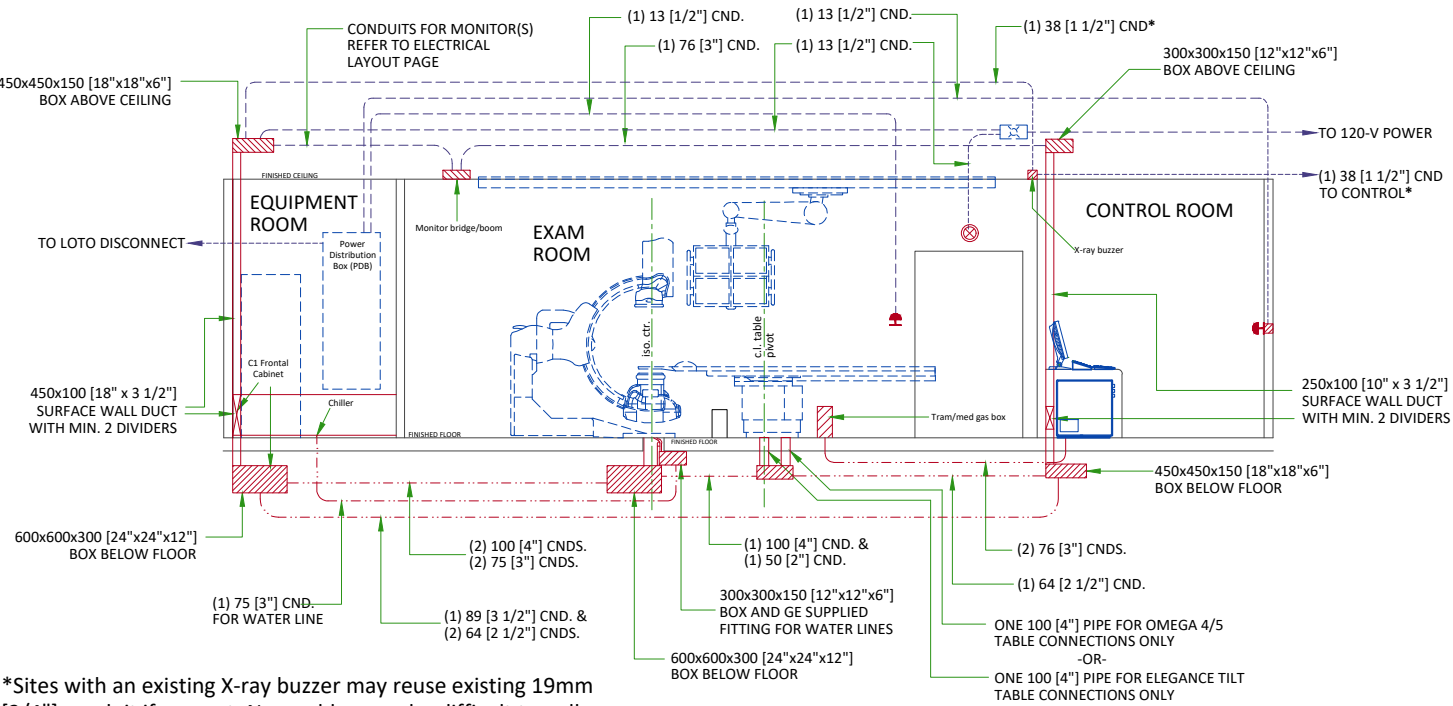 (1) 13 [1/2"] CND.
(1) 13 [1/2"] CND.
CONDUITS FOR MONITOR(S)
REFER TO ELECTRICAL
LAYOUT PAGE
(1) 76 [3"] CND.
(1) 13 [1/2"] CND.
(1) 38 [1 1/2"] CND*
300x300x150 [12"x12"x6"]
BOX ABOVE CEILING
450x450x150 [18"x18"x6"]
BOX ABOVE CEILING
TO 120-V POWER
(1) 38 [1 1/2"] CND
TO CONTROL*
FINISHED CEILING
EQUIPMENT
ROOM
Monitor bridge/boom
EXAM
ROOM
CONTROL ROOM
X-ray buzzer
TO LOTO DISCONNECT
Power
Distribution
Box (PDB)
iso. ctr.
c.l. table
pivot
C1 Frontal
Cabinet
Chiller
450x100 [18" x 3 1/2"]
SURFACE WALL DUCT
WITH MIN. 2 DIVIDERS
250x100 [10" x 3 1/2"]
SURFACE WALL DUCT
WITH MIN. 2 DIVIDERS
Tram/med gas box
FINISHED FLOOR
FINISHED FLOOR
450x450x150 [18"x18"x6"]
BOX BELOW FLOOR
600x600x300 [24"x24"x12"]
BOX BELOW FLOOR
(2) 100 [4"] CNDS.
(2) 75 [3"] CNDS.
(1) 100 [4"] CND. &
(1) 50 [2"] CND.
(2) 76 [3"] CNDS.
(1) 64 [2 1/2"] CND.
(1) 75 [3"] CND.
FOR WATER LINE
(1) 89 [3 1/2"] CND. &
(2) 64 [2 1/2"] CNDS.
300x300x150 [12"x12"x6"]
BOX AND GE SUPPLIED
FITTING FOR WATER LINES
600x600x300 [24"x24"x12"]
BOX BELOW FLOOR
ONE 100 [4"] PIPE FOR OMEGA 4/5
TABLE CONNECTIONS ONLY
-OR-
ONE 100 [4"] PIPE FOR ELEGANCE TILT
TABLE CONNECTIONS ONLY
*Sites with an existing X-ray buzzer may reuse existing 19mm